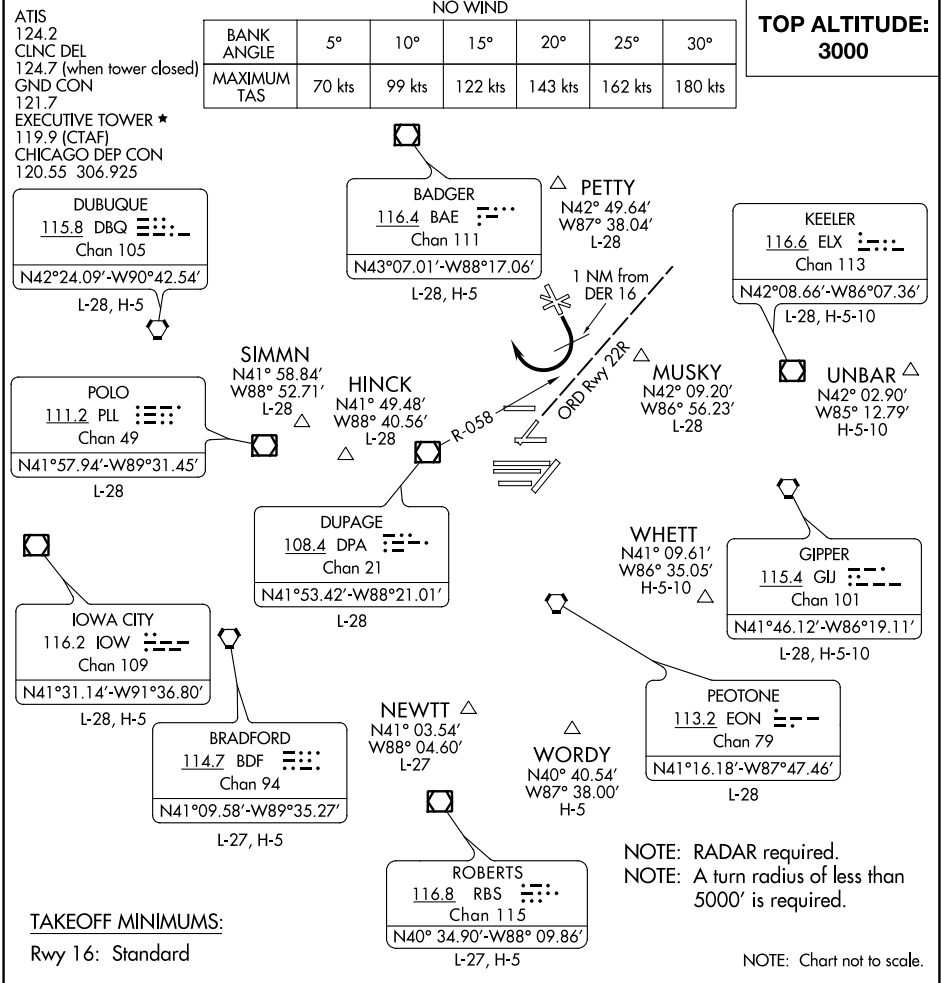 NO WIND
BANK ANGLE 5° 10° 15° 20° 25° 30°
MAXIMUM TAS 70 kts 99 kts 122 kts 143 kts 162 kts 180 kts
TOP ALTITUDE:
3000
ATIS
124.2
CLNC DEL
124.7 (when tower closed)
GND CON
121.7
EXECUTIVE TOWER ★
119.9 (CTAF)
CHICAGO DEP CON
120.55 306.925
DUBUQUE
115.8 DBQ
Chan 105
N42°24.09′-W90°42.54′
L-28, H-5
BADGER
116.4 BAE
Chan 111
N43°07.01′-W88°17.06′
L-28, H-5
PETTY
N42° 49.64′
W87° 38.04′
L-28
KEELER
116.6 ELX
Chan 113
N42°08.66′-W86°07.36′
L-28, H-5-10
1 NM from
DER 16
ORD Rwy 22R
R-058
SIMMN
N41° 58.84′
W88° 52.71′
L-28
HINCK
N41° 49.48′
W88° 40.56′
L-28
MUSKY
N42° 09.20′
W86° 56.23′
L-28
UNBAR
N42° 02.90′
W85° 12.79′
H-5-10
POLO
111.2 PLL
Chan 49
N41°57.94′-W89°31.45′
L-28
DUPAGE
108.4 DPA
Chan 21
N41°53.42′-W88°21.01′
L-28
WHETT
N41° 09.61′
W86° 35.05′
H-5-10
GIPPER
115.4 GIJ
Chan 101
N41°46.12′-W86°19.11′
L-28, H-5-10
IOWA CITY
116.2 IOW
Chan 109
N41°31.14′-W91°36.80′
L-28, H-5
BRADFORD
114.7 BDF
Chan 94
N41°09.58′-W89°35.27′
L-27, H-5
NEWTT
N41° 03.54′
W88° 04.60′
L-27
WORDY
N40° 40.54′
W87° 38.00′
H-5
PEOTONE
113.2 EON
Chan 79
N41°16.18′-W87°47.46′
L-28
ROBERTS
116.8 RBS
Chan 115
N40° 34.90′-W88° 09.86′
L-27, H-5
NOTE: RADAR required.
NOTE: A turn radius of less than
5000′ is required.
TAKEOFF MINIMUMS:
Rwy 16: Standard
NOTE: Chart not to scale.